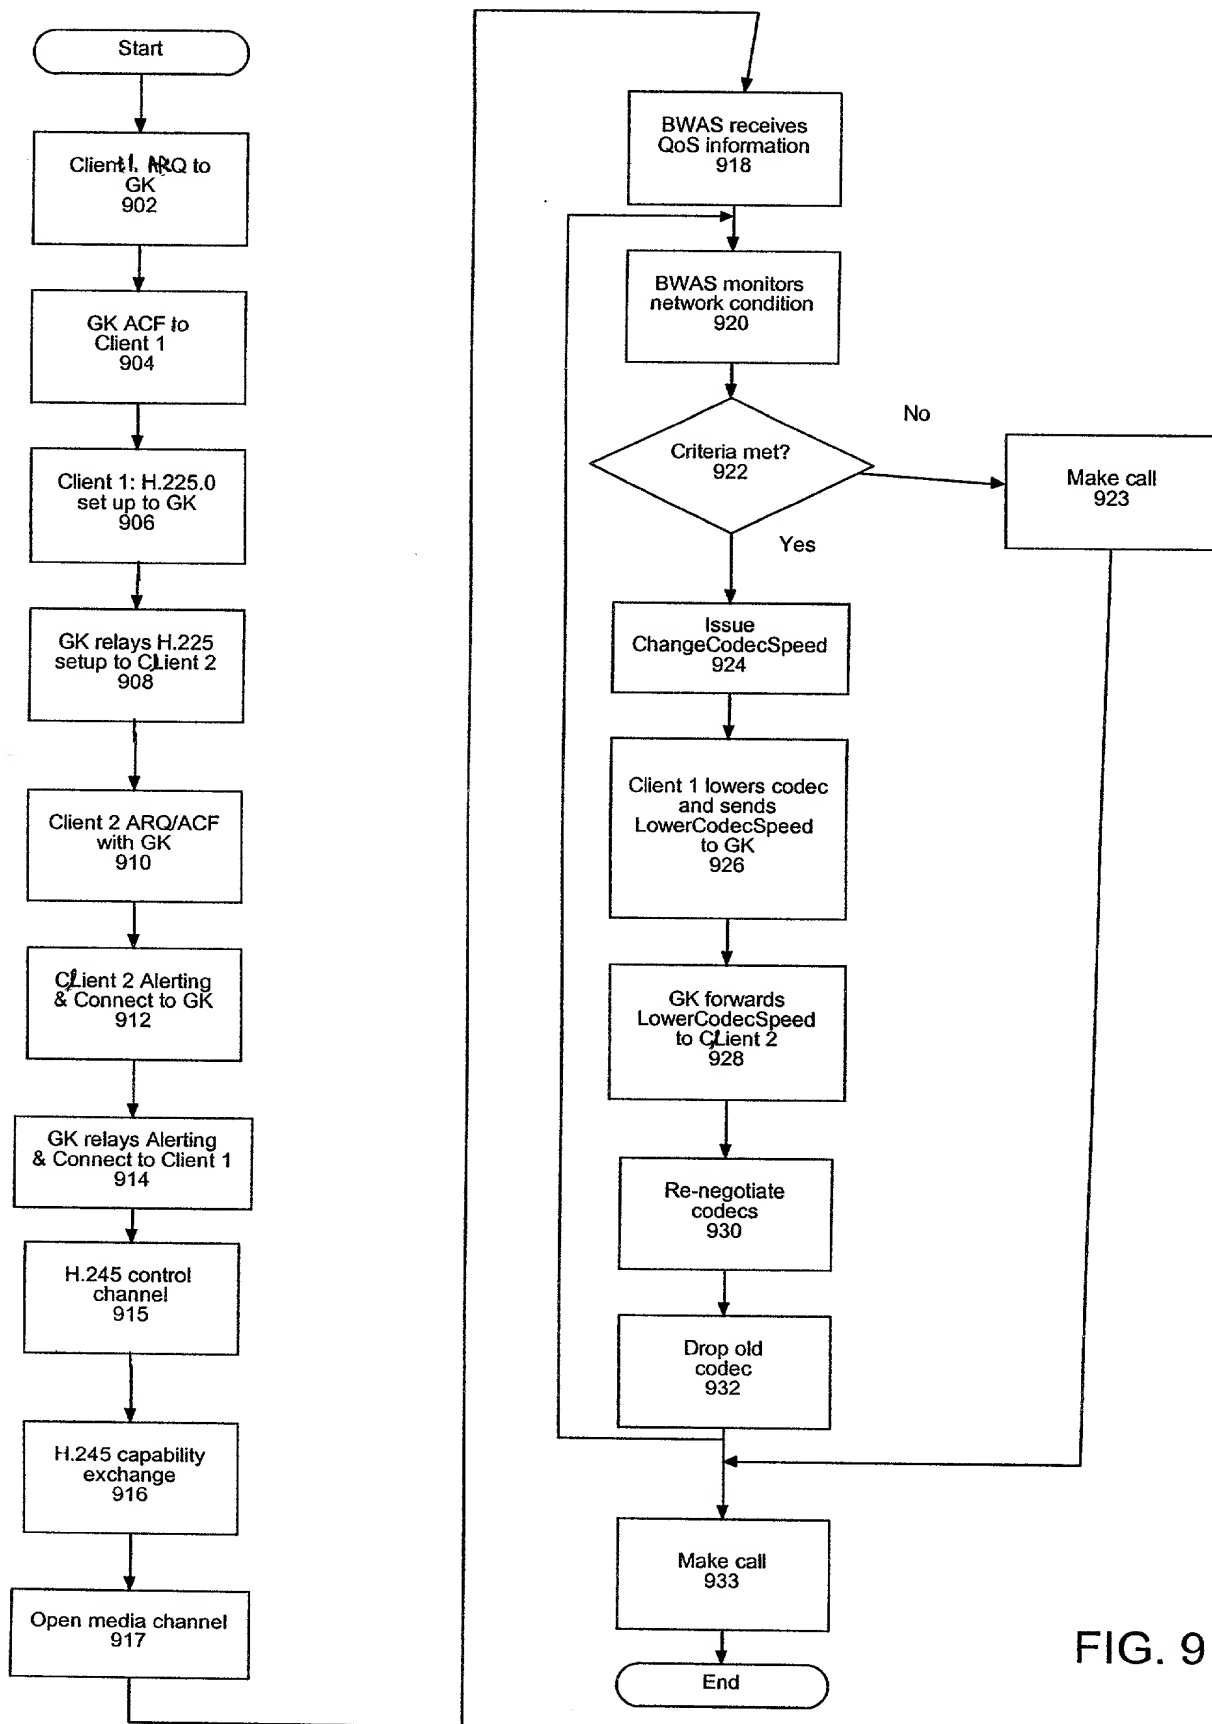 Start
Client 1. ARQ to
GK
902
GK ACF to
Client 1
904
Client 1: H.225.0
set up to GK
906
GK relays H.225
setup to CLient 2
908
Client 2 ARQ/ACF
with GK
910
CLient 2 Alerting
& Connect to GK
912
GK relays Alerting
& Connect to Client 1
914
H.245 control
channel
915
H.245 capability
exchange
916
Open media channel
917
BWAS receives
QoS information
918
BWAS monitors
network condition
920
Criteria met?
922
No
Make call
923
Yes
Issue
ChangeCodecSpeed
924
Client 1 lowers codec
and sends
LowerCodecSpeed
to GK
926
GK forwards
LowerCodecSpeed
to CLient 2
928
Re-negotiate
codecs
930
Drop old
codec
932
Make call
933
End
FIG. 9